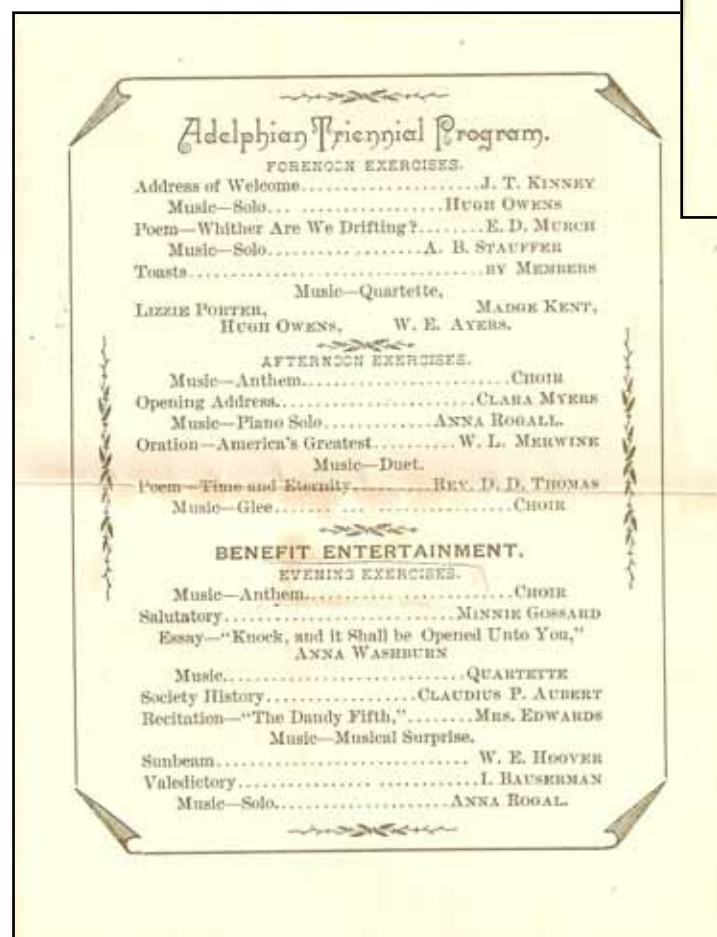 Adelphian Triennial Program.
FORENOON EXERCISES.
Address of Welcome......................J. T. KINNEY
Music—Solo... .................HUGH OWENS
Poem—Whither Are We Drifting?........E. D. MURCH
Music—Solo.................... A. B. STAUFFER
Toasts........................................BY MEMBERS
Music—Quartette,
LIZZIE PORTER, MADGE KENT,
HUGH OWENS, W. E. AYERS.
AFTERNOON EXERCISES.
Music—Anthem..........................CHOIR
Opening Address.........................CLARA MYERS
Music—Piano Solo..............ANNA ROGALL.
Oration—America's Greatest..........W. L. MERWINE
Music—Duet.
Poem—Time and Eternity..........REV. D. D. THOMAS
Music—Glee....... ... .................CHOIR
BENEFIT ENTERTAINMENT.
EVENING EXERCISES.
Music—Anthem............ .............CHOIR
Salutatory.................... .......MINNIE GOSSARD
Essay—"Knock, and it Shall be Opened Unto You,"
ANNA WASHBURN
Music.............................QUARTETTE
Society History..................CLAUDIUS P. AUBERT
Recitation—"The Dandy Fifth,"........MRS. EDWARDS
Music—Musical Surprise.
Sunbeam............................... W. E. HOOVER
Valedictory.................... ............I. BAUSERMAN
Music—Solo.....................ANNA ROGAL.